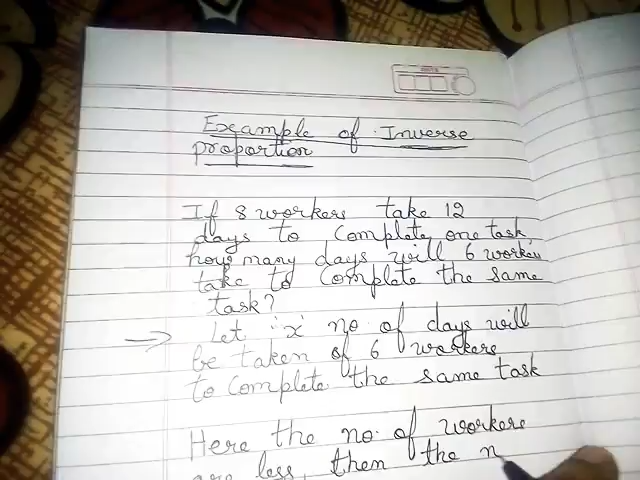 Example of Inverse
proportion
If 8 workers take 12
days to complete one task
how many days will 6 workers
take to complete the same
task?
→ Let "x" no of days will
be taken of 6 workers
to complete the same task
Here the no. of workers
are less, then the n